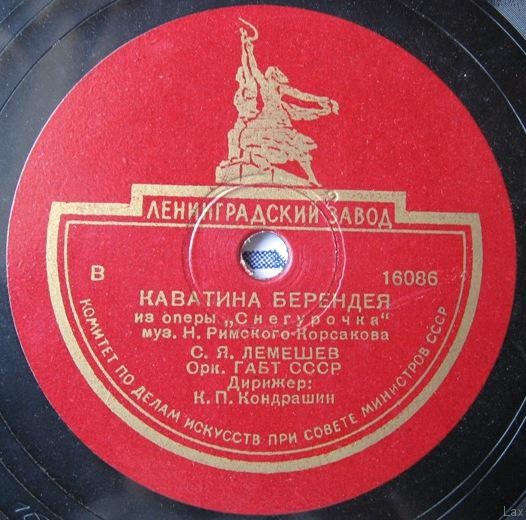 ЛЕНИНГРАДСКИЙ ЗАВОД
В 16086
КАВАТИНА БЕРЕНДЕЯ
из оперы „Снегурочка“
муз. Н. Римского-Корсакова
С. Я. ЛЕМЕШЕВ
Орк. ГАБТ СССР
Дирижер:
К. П. Кондрашин
КОМИТЕТ ПО ДЕЛАМ ИСКУССТВ ПРИ СОВЕТЕ МИНИСТРОВ СССР
Lax